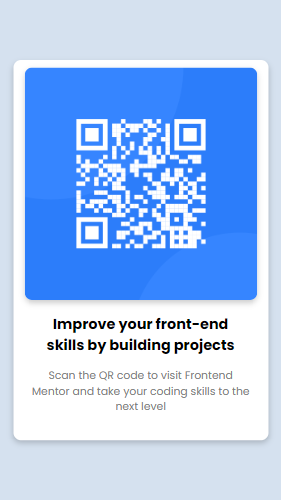 Improve your front-end
skills by building projects
Scan the QR code to visit Frontend
Mentor and take your coding skills to the
next level